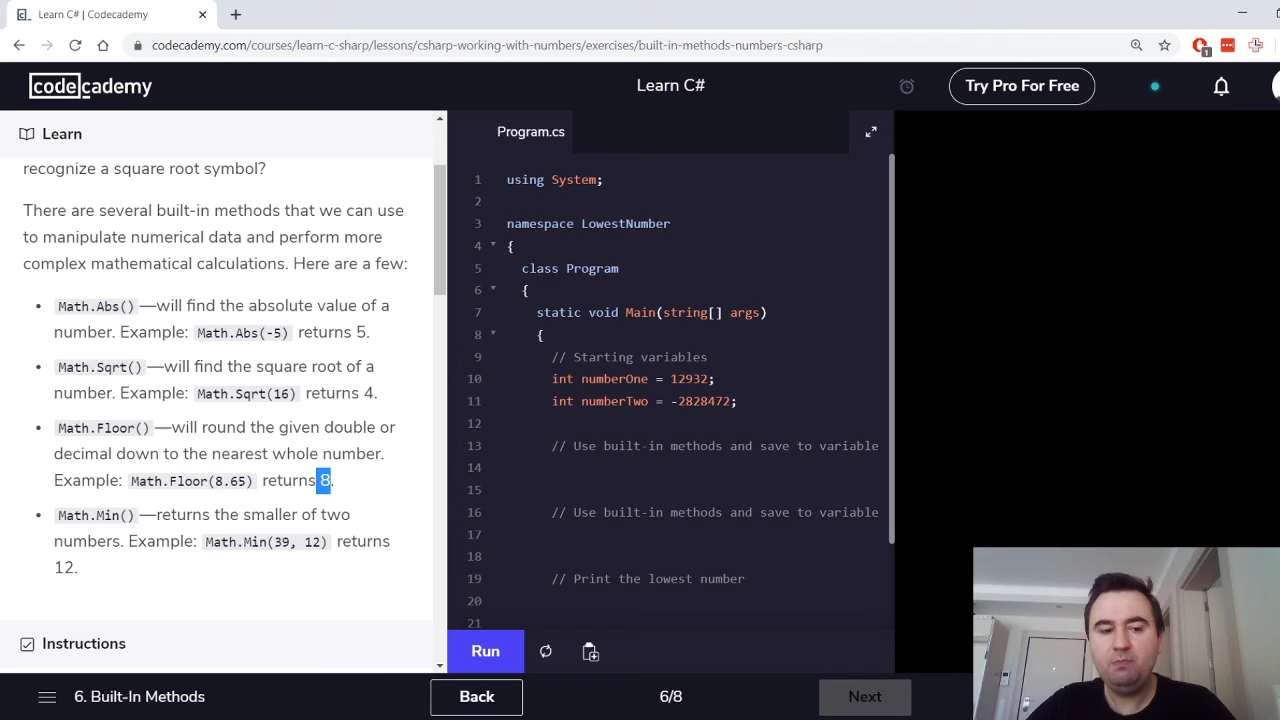 Learn C# | Codecademy
codecademy.com/courses/learn-c-sharp/lessons/csharp-working-with-numbers/exercises/built-in-methods-numbers-csharp
1
codecademy
Learn C#
Try Pro For Free
Learn
recognize a square root symbol?
There are several built-in methods that we can use
to manipulate numerical data and perform more
complex mathematical calculations. Here are a few:
• Math.Abs()—will find the absolute value of a
number. Example: Math.Abs(-5) returns 5.
• Math.Sqrt()—will find the square root of a
number. Example: Math.Sqrt(16) returns 4.
• Math.Floor()—will round the given double or
decimal down to the nearest whole number.
Example: Math.Floor(8.65) returns 8.
• Math.Min()—returns the smaller of two
numbers. Example: Math.Min(39, 12) returns
12.
Instructions
Program.cs
1 using System;
2
3 namespace LowestNumber
4 {
5 class Program
6 {
7 static void Main(string[] args)
8 {
9 // Starting variables
10 int numberOne = 12932;
11 int numberTwo = -2828472;
12
13 // Use built-in methods and save to variable
14
15
16 // Use built-in methods and save to variable
17
18
19 // Print the lowest number
20
21
Run
6. Built-In Methods
Back
6/8
Next